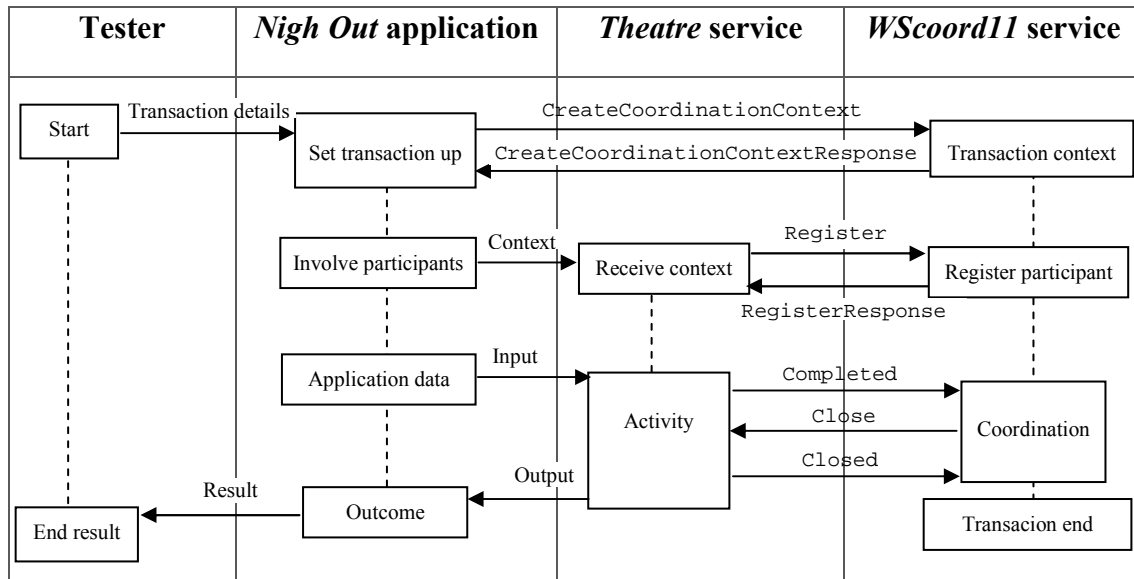 Tester
Nigh Out application
Theatre service
WScoord11 service
Start
Transaction details
Set transaction up
CreateCoordinationContext
CreateCoordinationContextResponse
Transaction context
Involve participants
Context
Receive context
Register
RegisterResponse
Register participant
Application data
Input
Activity
Completed
Close
Closed
Coordination
Output
Outcome
Result
End result
Transacion end